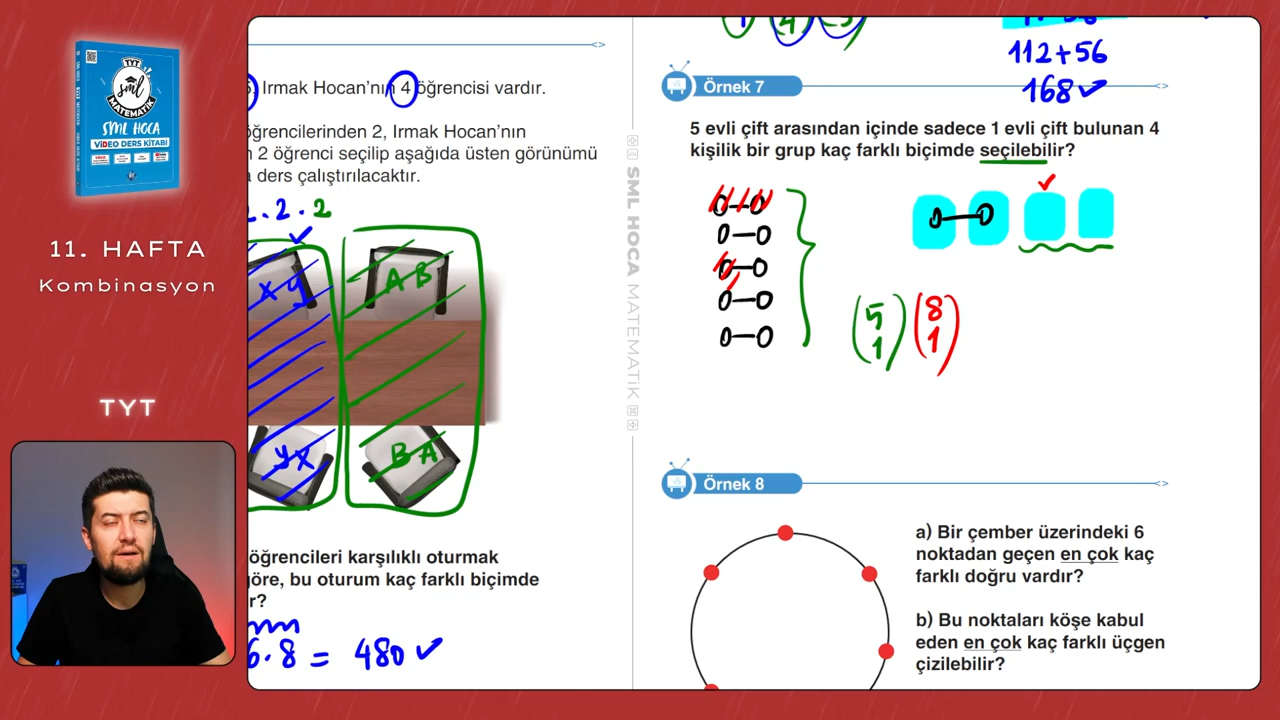 TYT
sml
MATEMATİK
SML HOCA
VİDEO DERS KİTABI
11. HAFTA
Kombinasyon
TYT
Irmak Hoca'nın 4 öğrencisi vardır.
öğrencilerinden 2, Irmak Hoca'nın
2 öğrenci seçilip aşağıda üsten görünümü
ders çalıştırılacaktır.
2 . 2
X Y
A B
Y X
B A
öğrencileri karşılıklı oturmak
göre, bu oturum kaç farklı biçimde
r?
6.8 = 480
SML HOCA MATEMATİK
112+56
168
Örnek 7
5 evli çift arasından içinde sadece 1 evli çift bulunan 4
kişilik bir grup kaç farklı biçimde seçilebilir?
(5 1) (8 1)
Örnek 8
a) Bir çember üzerindeki 6
noktadan geçen en çok kaç
farklı doğru vardır?
b) Bu noktaları köşe kabul
eden en çok kaç farklı üçgen
çizilebilir?